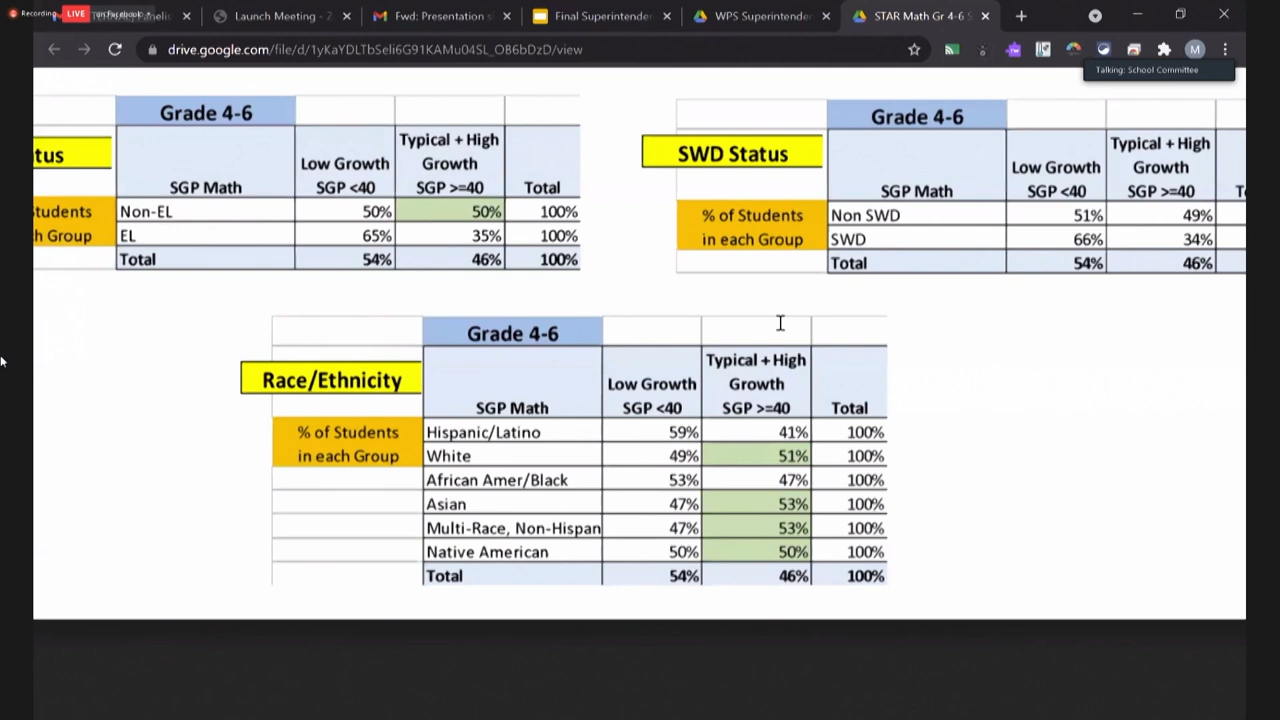 Recording LIVE on Facebook
Launch Meeting - Z
Fwd: Presentation s
Final Superintender
WPS Superintender
STAR Math Gr 4-6 S
drive.google.com/file/d/1yKaYDLTbSeli6G91KAMu04SL_OB6bDzD/view
M
Talking: School Committee
Grade 4-6
tus
SGP Math
Low Growth
SGP <40
Typical + High
Growth
SGP >=40
Total
Students
h Group
Non-EL 50% 50% 100%
EL 65% 35% 100%
Total 54% 46% 100%
Grade 4-6
SWD Status
SGP Math
Low Growth
SGP <40
Typical + High
Growth
SGP >=40
T
% of Students
in each Group
Non SWD 51% 49%
SWD 66% 34%
Total 54% 46%
Grade 4-6
Race/Ethnicity
SGP Math
Low Growth
SGP <40
Typical + High
Growth
SGP >=40
Total
% of Students
in each Group
Hispanic/Latino 59% 41% 100%
White 49% 51% 100%
African Amer/Black 53% 47% 100%
Asian 47% 53% 100%
Multi-Race, Non-Hispan 47% 53% 100%
Native American 50% 50% 100%
Total 54% 46% 100%